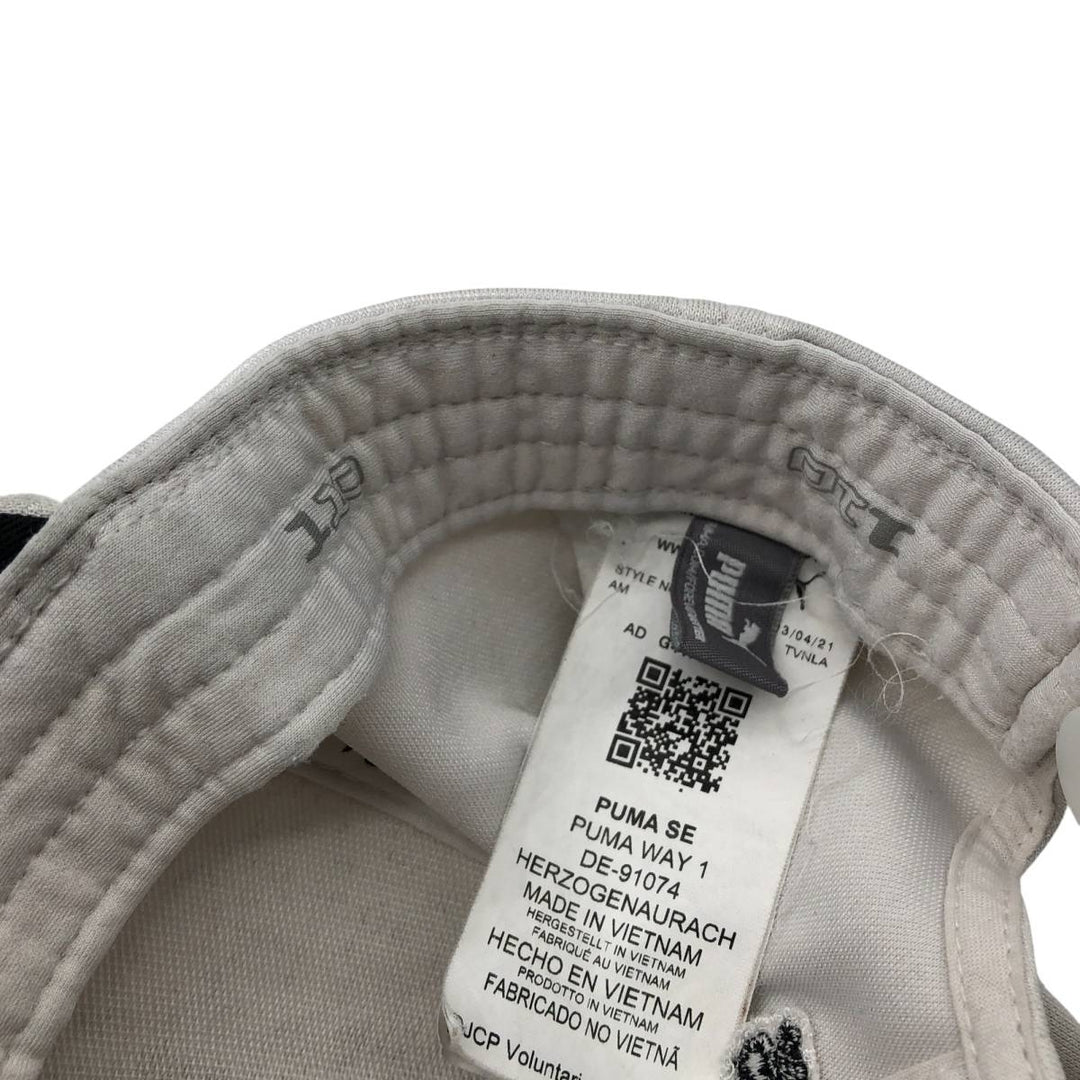 WW
STYLE N
AM
3/04/21
TVNLA
AD G
PUMA
PUMA SE
PUMA WAY 1
DE-91074
HERZOGENAURACH
MADE IN VIETNAM
HERGESTELLT IN VIETNAM
FABRIQUÉ AU VIETNAM
HECHO EN VIETNAM
PRODOTTO IN VIETNAM
FABRICADO NO VIETNÃ
JCP Voluntari